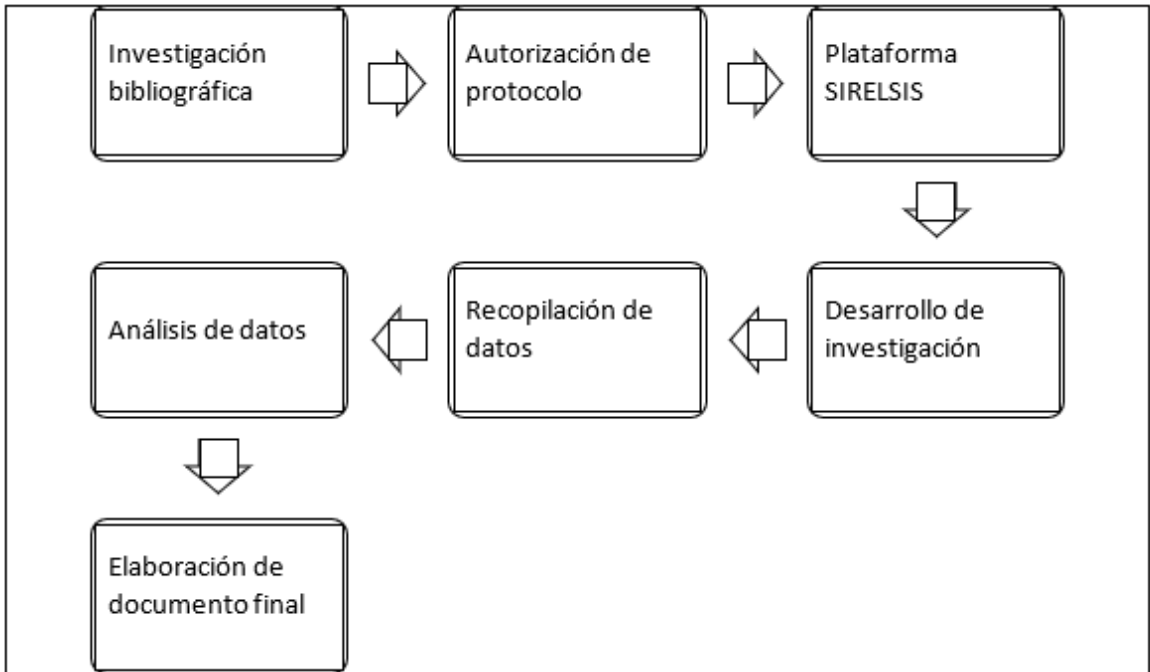 Investigación
bibliográfica
Autorización de
protocolo
Plataforma
SIRELSIS
Desarrollo de
investigación
Recopilación de
datos
Análisis de datos
Elaboración de
documento final